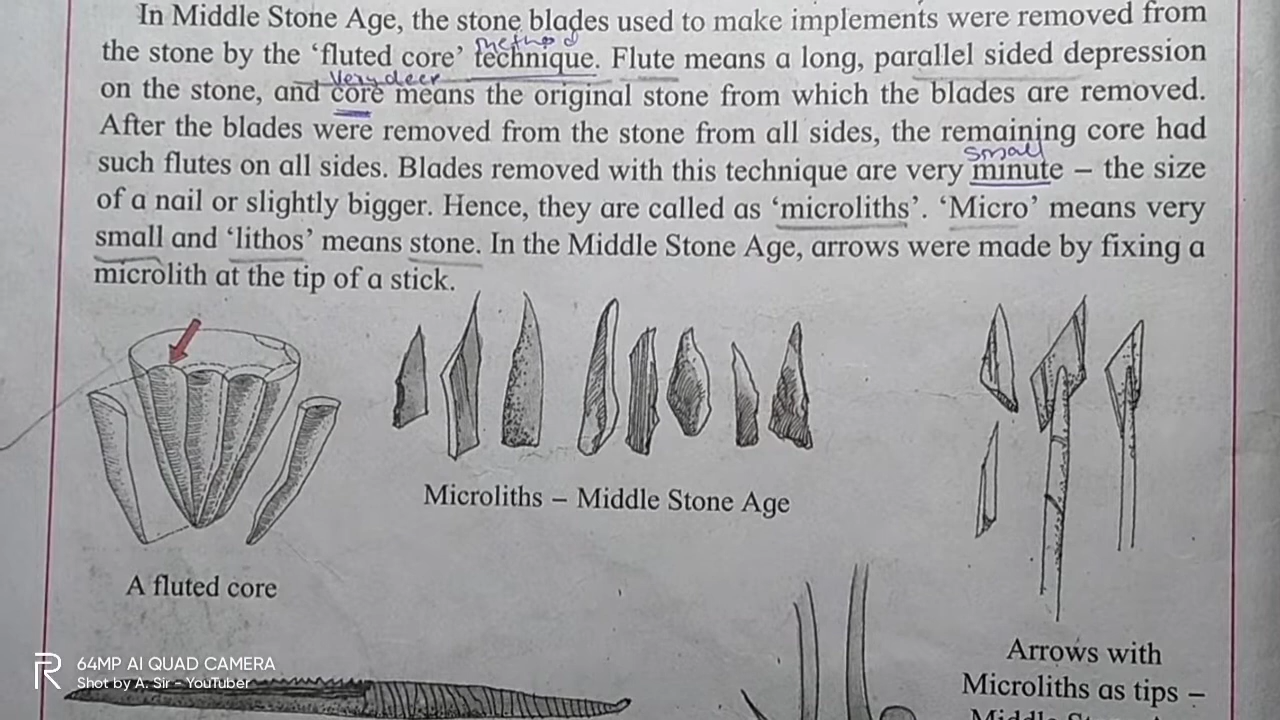 In Middle Stone Age, the stone blades used to make implements were removed from
method
the stone by the ‘fluted core’ technique. Flute means a long, parallel sided depression
Very deer
on the stone, and core means the original stone from which the blades are removed.
After the blades were removed from the stone from all sides, the remaining core had
small
such flutes on all sides. Blades removed with this technique are very minute – the size
of a nail or slightly bigger. Hence, they are called as ‘microliths’. ‘Micro’ means very
small and ‘lithos’ means stone. In the Middle Stone Age, arrows were made by fixing a
microlith at the tip of a stick.
Microliths – Middle Stone Age
A fluted core
Arrows with
Microliths as tips –
Middle
64MP AI QUAD CAMERA
Shot by A. Sir - YouTuber